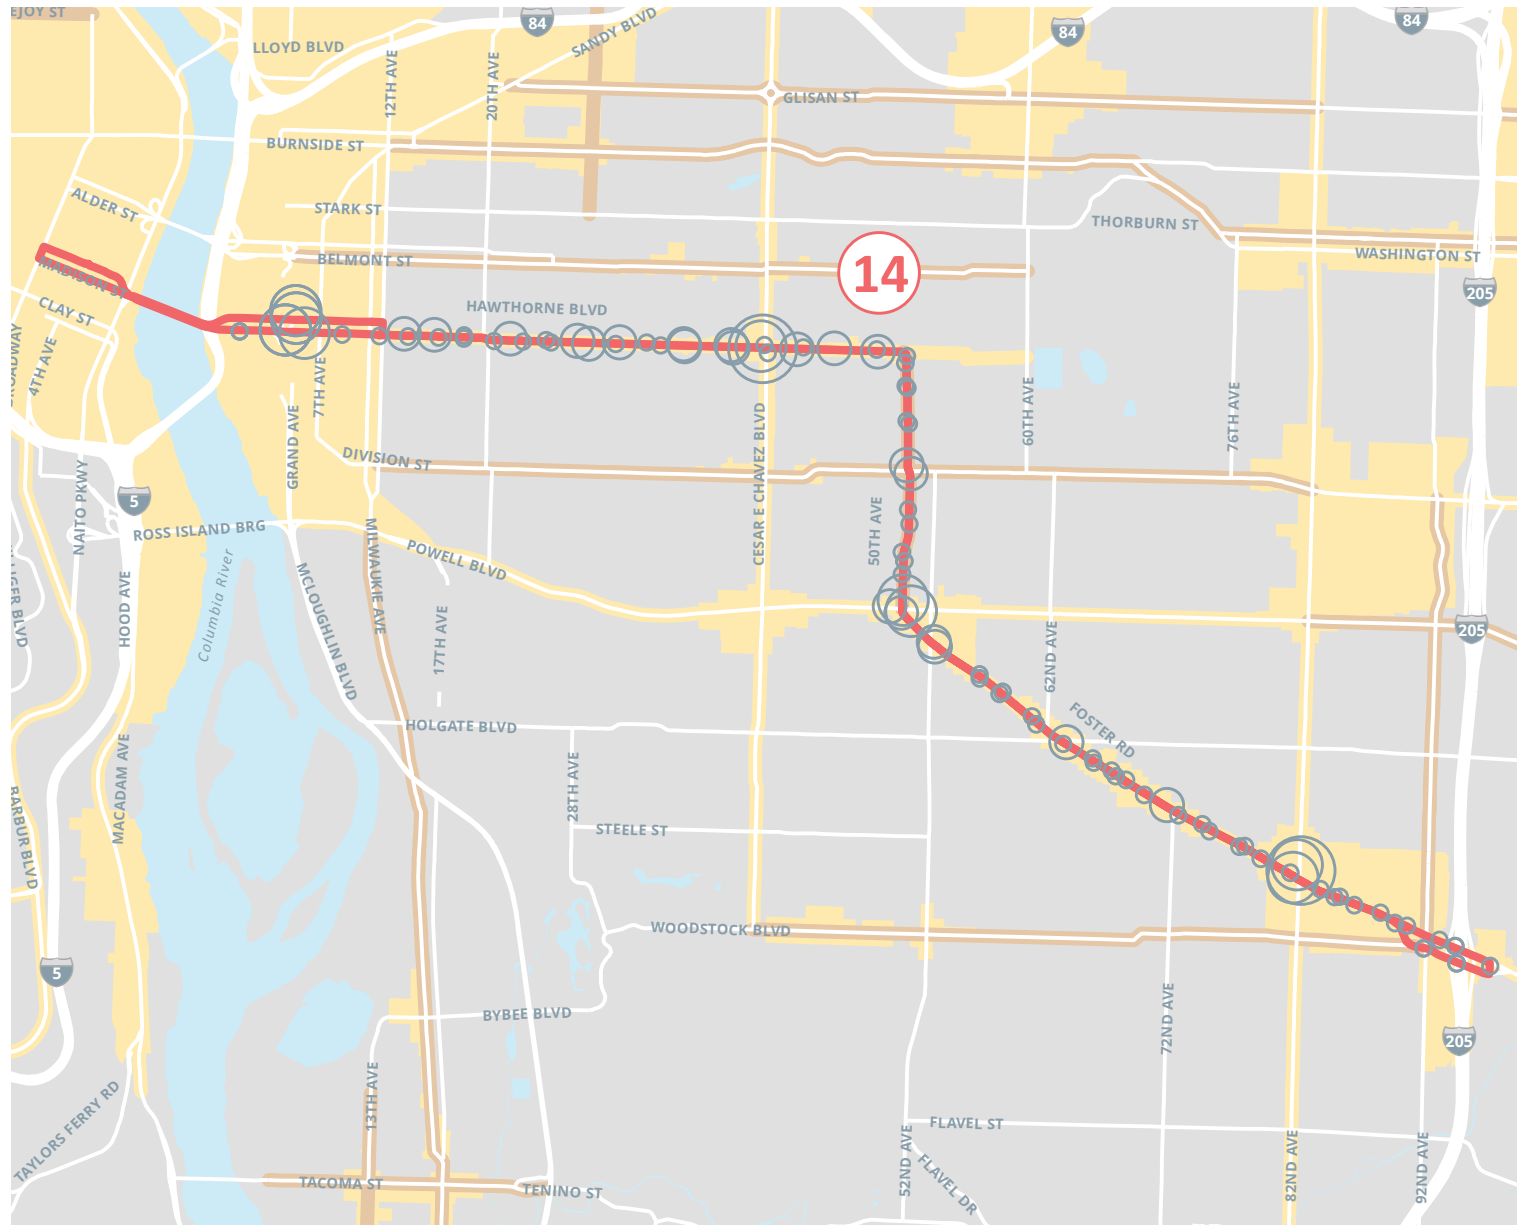 EJOY ST
84
84
84
SANDY BLVD
LLOYD BLVD
12TH AVE
20TH AVE
GLISAN ST
BURNSIDE ST
ALDER ST
STARK ST
THORBURN ST
WASHINGTON ST
BELMONT ST
14
MADISON ST
205
CLAY ST
HAWTHORNE BLVD
4TH AVE
7TH AVE
GRAND AVE
CESAR E CHAVEZ BLVD
60TH AVE
76TH AVE
DIVISION ST
NAITO PKWY
5
ROSS ISLAND BRG
MILWAUKIE AVE
POWELL BLVD
50TH AVE
Columbia River
HOOD AVE
MCLOUGHLIN BLVD
17TH AVE
62ND AVE
205
HOLGATE BLVD
FOSTER RD
MACADAM AVE
28TH AVE
BARBUR BLVD
STEELE ST
WOODSTOCK BLVD
5
BYBEE BLVD
72ND AVE
205
13TH AVE
TAYLORS FERRY RD
FLAVEL ST
52ND AVE
FLAVEL DR
82ND AVE
92ND AVE
TACOMA ST
TENINO ST